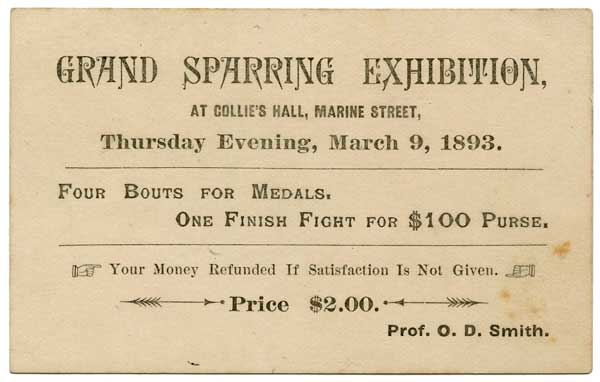 GRAND SPARRING EXHIBITION,
AT COLLIE'S HALL, MARINE STREET,
Thursday Evening, March 9, 1893.
FOUR BOUTS FOR MEDALS.
ONE FINISH FIGHT FOR $100 PURSE.
Your Money Refunded If Satisfaction Is Not Given.
Price $2.00.
Prof. O. D. Smith.